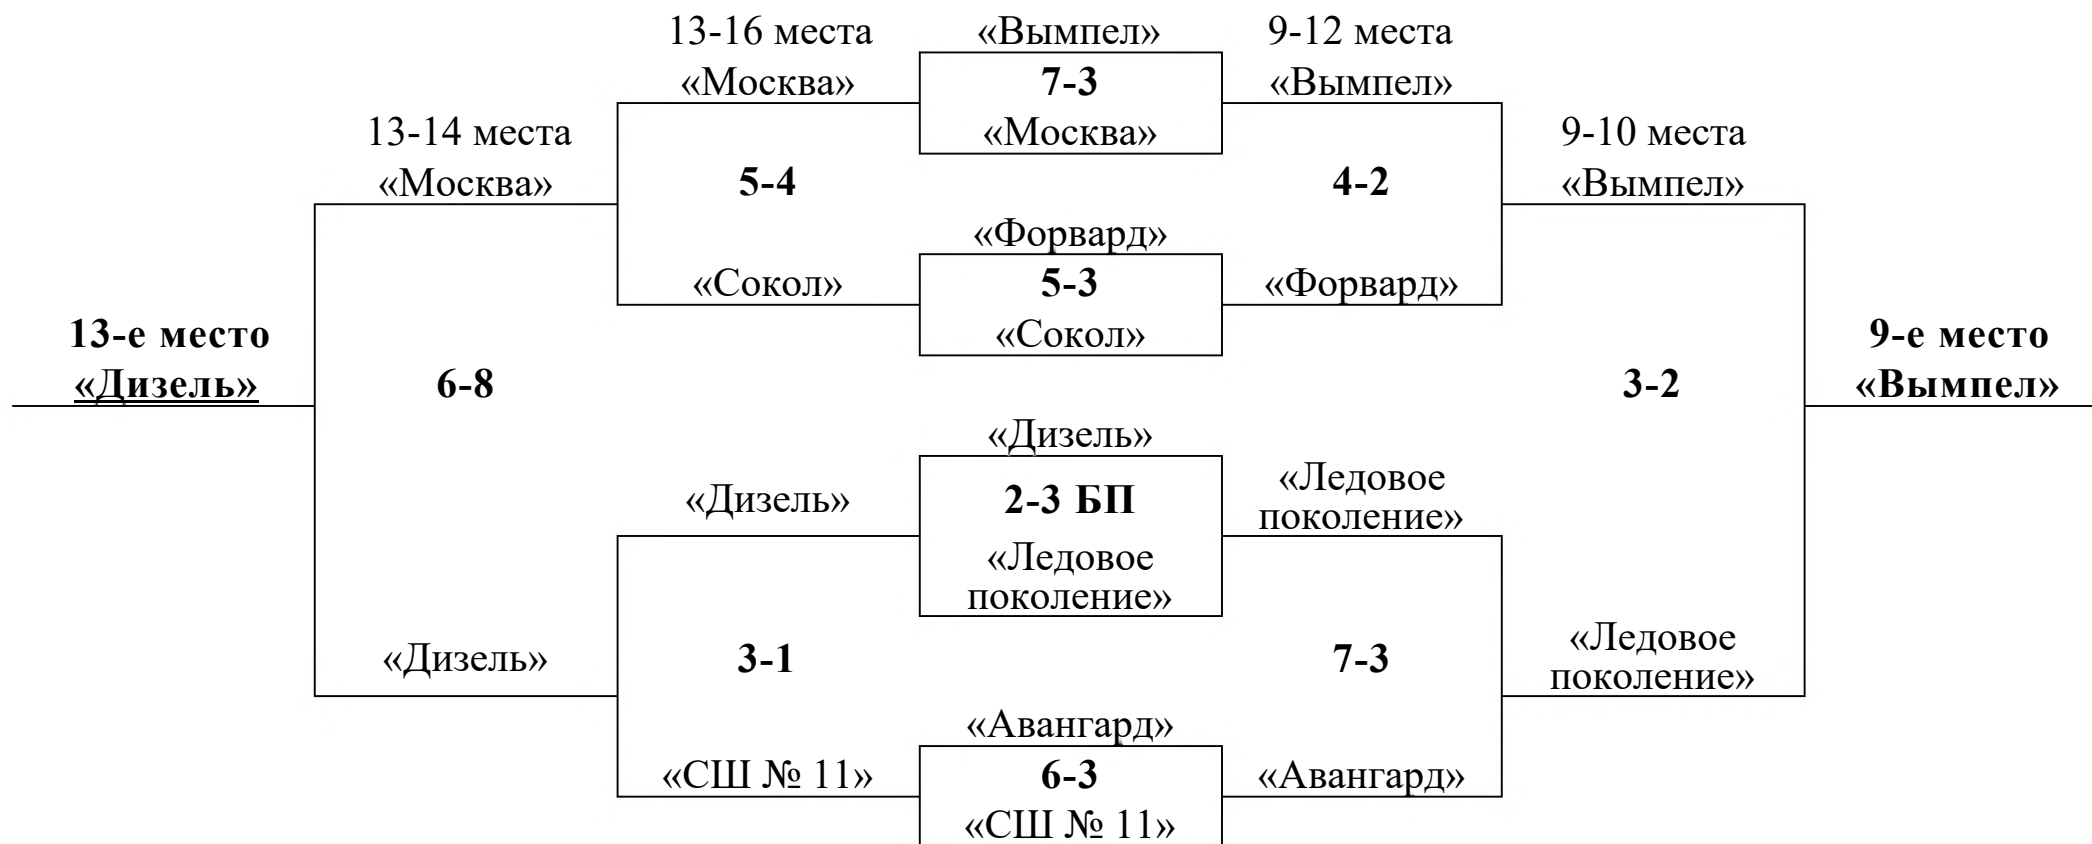 13-16 места
«Вымпел»
9-12 места
«Москва»
7-3
«Вымпел»
13-14 места
«Москва»
9-10 места
«Москва»
5-4
4-2
«Вымпел»
«Форвард»
«Сокол»
5-3
«Форвард»
13-е место
«Сокол»
9-е место
«Дизель»
6-8
3-2
«Вымпел»
«Дизель»
«Дизель»
2-3 БП
«Ледовое
поколение»
«Ледовое
поколение»
«Дизель»
3-1
7-3
«Ледовое
поколение»
«Авангард»
«СШ № 11»
6-3
«Авангард»
«СШ № 11»